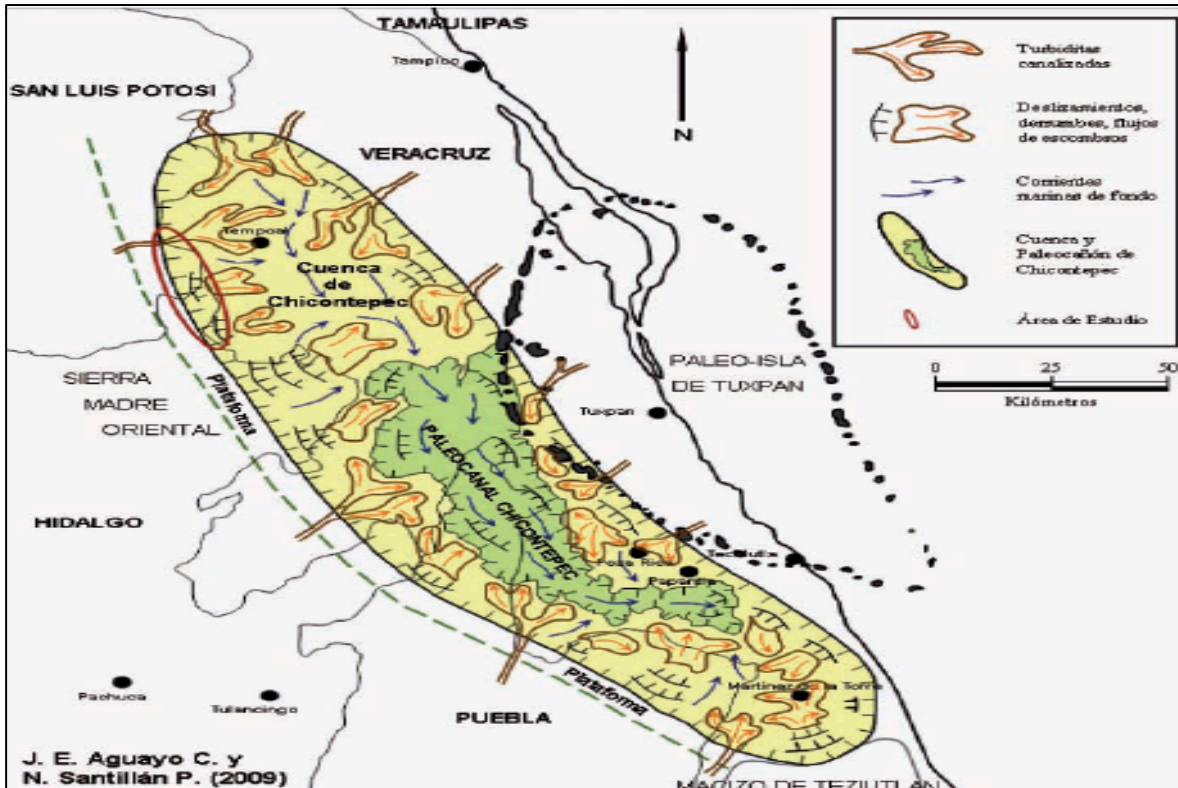 TAMAULIPAS
Tampico
SAN LUIS POTOSI
VERACRUZ
N
Tempoal
Cuenca
de
Chicontepec
SIERRA
MADRE
ORIENTAL
Plataforma
PALEO-ISLA
DE TUXPAN
Tuxpan
PALEOCANAL CHICONTEPEC
HIDALGO
Poza Rica
Papantla
Tecolutla
Pachuca
Tulancingo
PUEBLA
Plataforma
Martínez de la Torre
MACIZO DE TEZIUTLAN
J. E. Aguayo C. y
N. Santillán P. (2009)
Turbiditas
canalizadas
Deslizamientos,
derrumbes, flujos
de escombros
Corrientes
marinas de fondo
Cuenca y
Paleocañón de
Chicontepec
Área de Estudio
0 25 50
Kilómetros